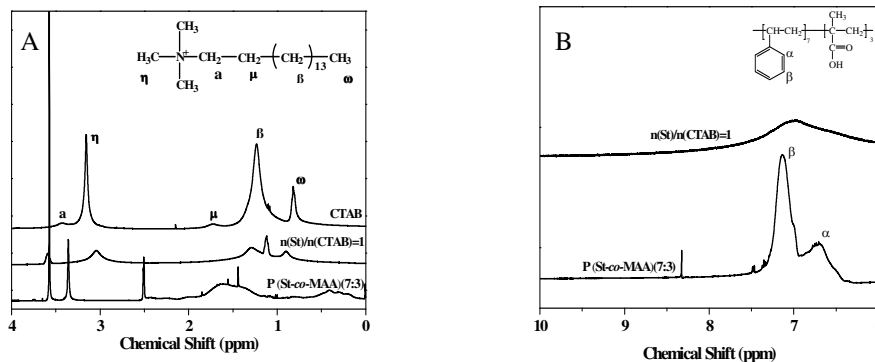 A
CH₃
H₃C—N⁺—CH₂—CH₂—(CH₂)₁₃—CH₃
CH₃
η a μ ß ω
η
ß
ω
a
μ
CTAB
n(St)/n(CTAB)=1
P(St-co-MAA)(7:3)
4 3 2 1 0
Chemical Shift (ppm)
B
CH₃
[CH—CH₂]₇[C—CH₂]₃
α
C=O
OH
β
n(St)/n(CTAB)=1
β
α
P(St-co-MAA)(7:3)
10 9 8 7
Chemical Shift (ppm)